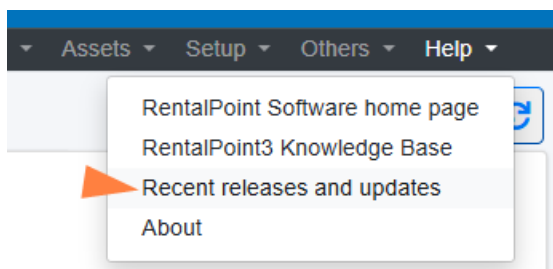 Assets Setup Others Help
RentalPoint Software home page
RentalPoint3 Knowledge Base
Recent releases and updates
About